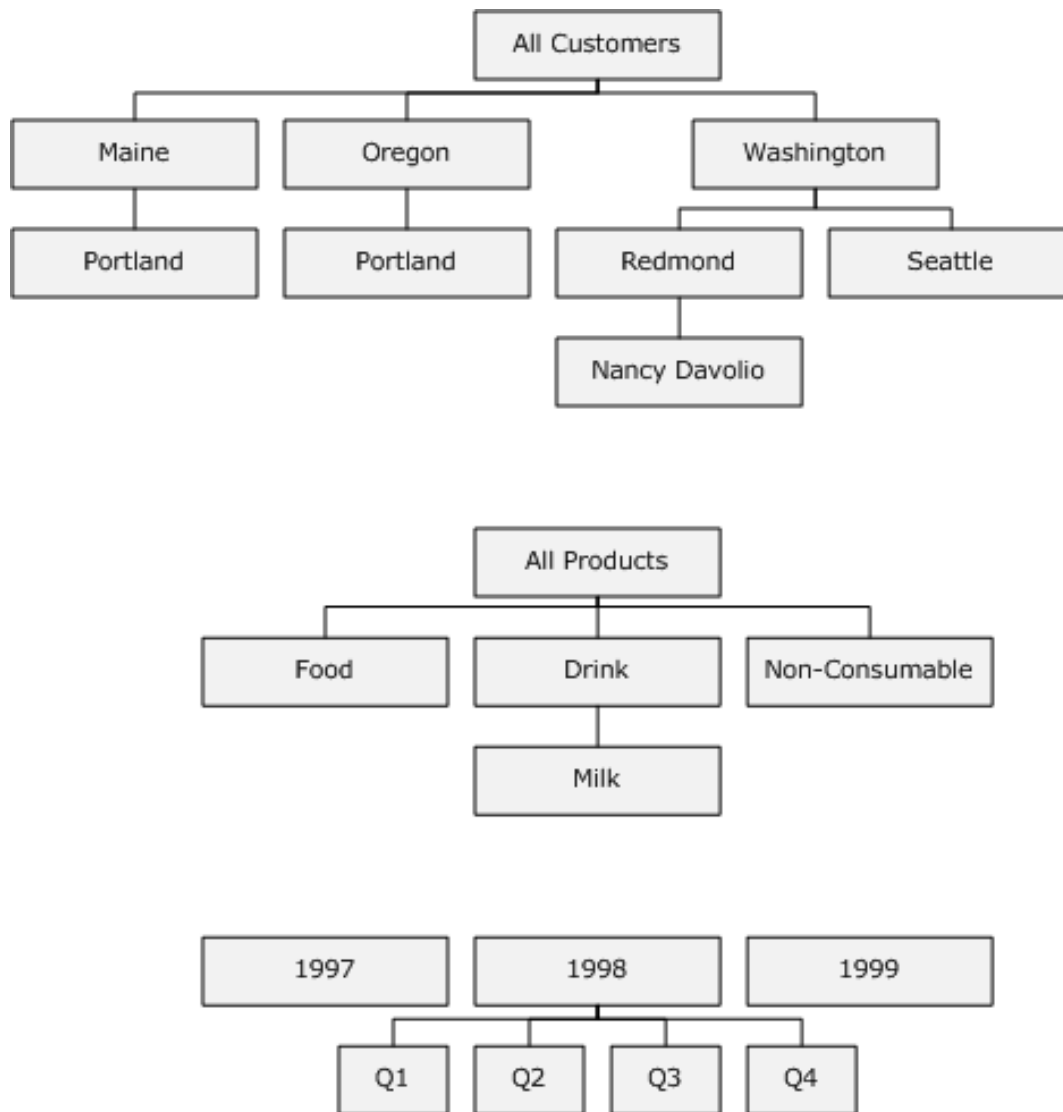 All Customers
Maine Oregon Washington
Portland Portland Redmond Seattle
Nancy Davolio
All Products
Food Drink Non-Consumable
Milk
1997 1998 1999
Q1 Q2 Q3 Q4